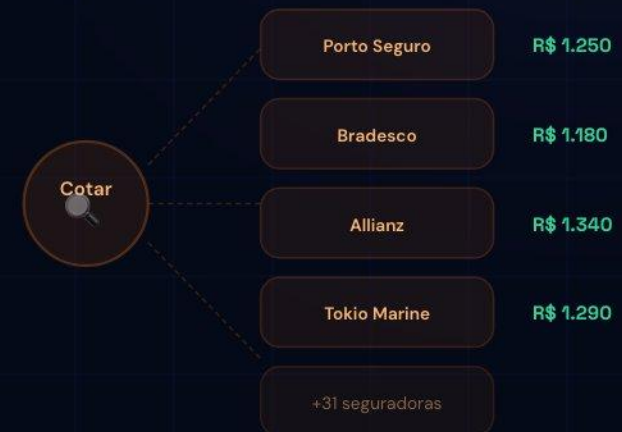 Cotar
Porto Seguro
R$ 1.250
Bradesco
R$ 1.180
Allianz
R$ 1.340
Tokio Marine
R$ 1.290
+31 seguradoras